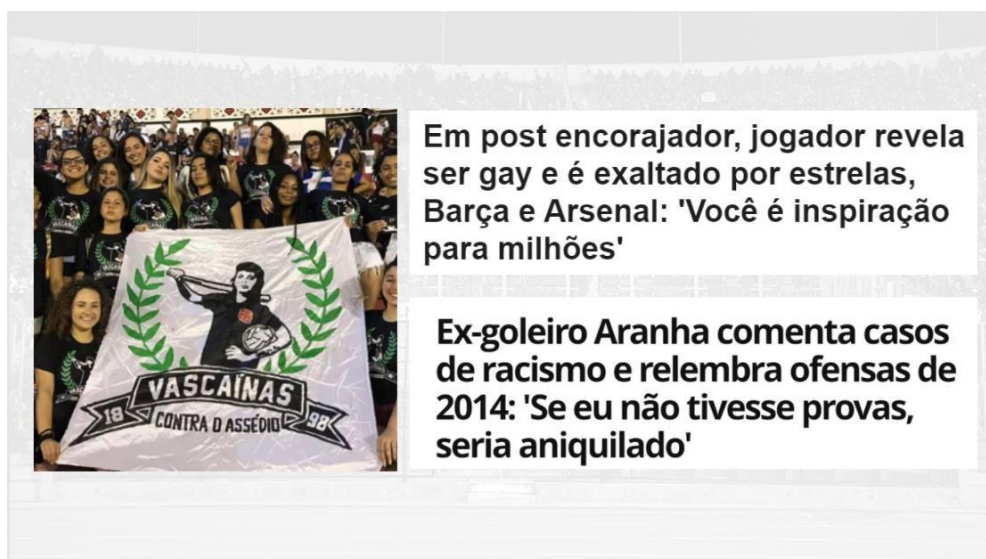 VASCAÍNAS
18 98
CONTRA O ASSÉDIO
Em post encorajador, jogador revela
ser gay e é exaltado por estrelas,
Barça e Arsenal: 'Você é inspiração
para milhões'
Ex-goleiro Aranha comenta casos
de racismo e relembra ofensas de
2014: 'Se eu não tivesse provas,
seria aniquilado'